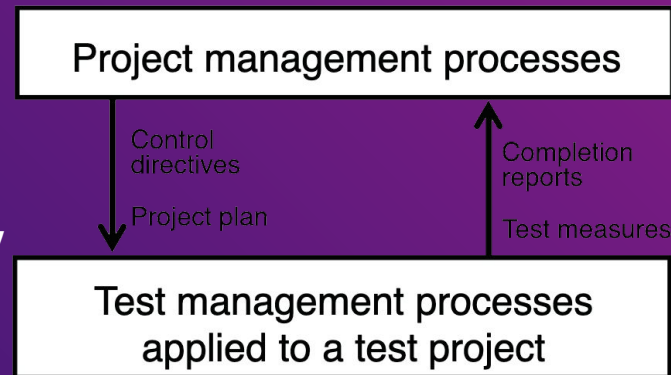 Project management processes
Control
directives
Project plan
Completion
reports
Test measures
Test management processes
applied to a test project